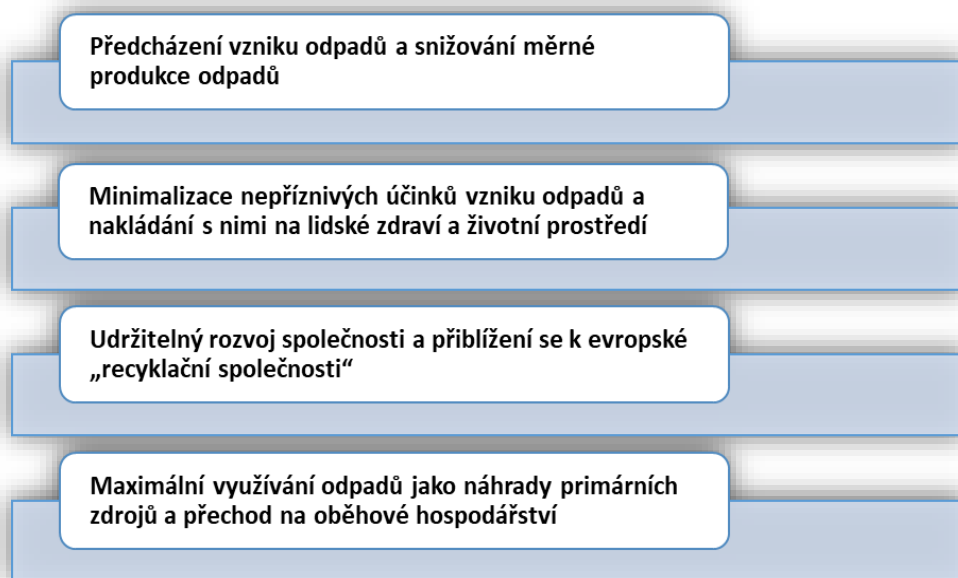 Předcházení vzniku odpadů a snižování měrné
produkce odpadů
Minimalizace nepříznivých účinků vzniku odpadů a
nakládání s nimi na lidské zdraví a životní prostředí
Udržitelný rozvoj společnosti a přiblížení se k evropské
„recyklační společnosti“
Maximální využívání odpadů jako náhrady primárních
zdrojů a přechod na oběhové hospodářství